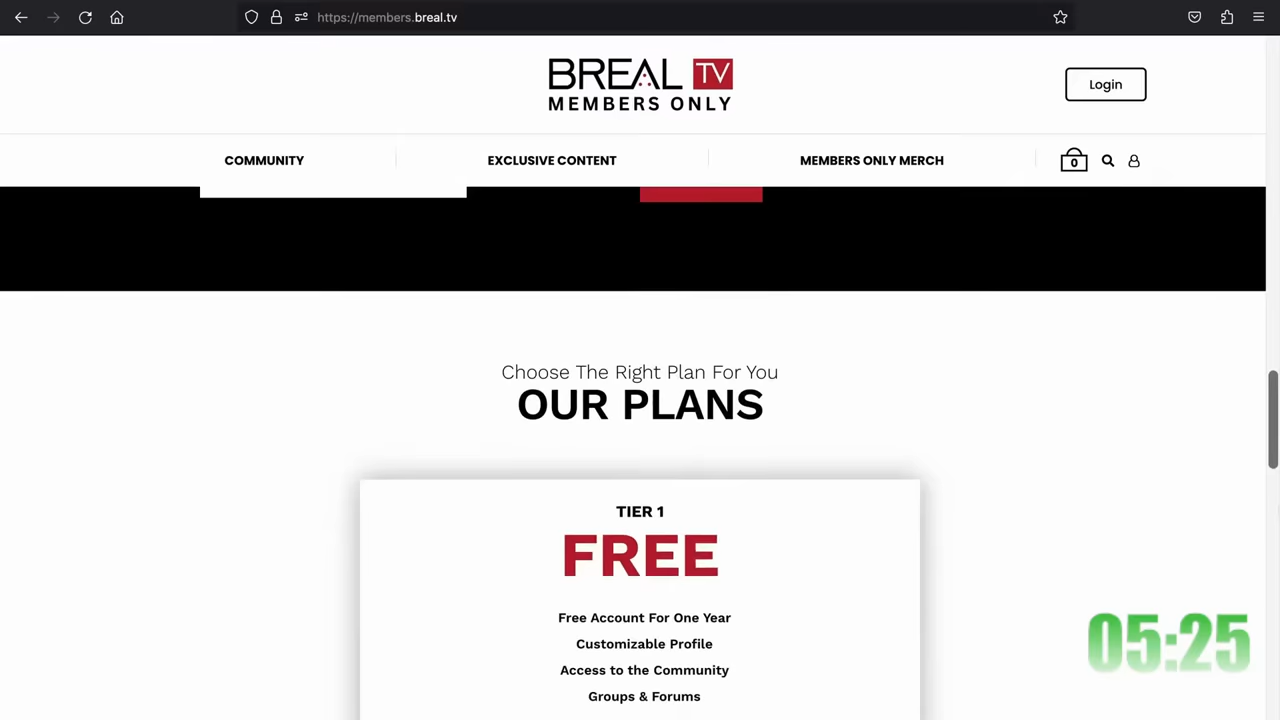 https://members.breal.tv
BREAL TV
MEMBERS ONLY
Login
COMMUNITY
EXCLUSIVE CONTENT
MEMBERS ONLY MERCH
0
Choose The Right Plan For You
OUR PLANS
TIER 1
FREE
Free Account For One Year
Customizable Profile
Access to the Community
Groups & Forums
05:25